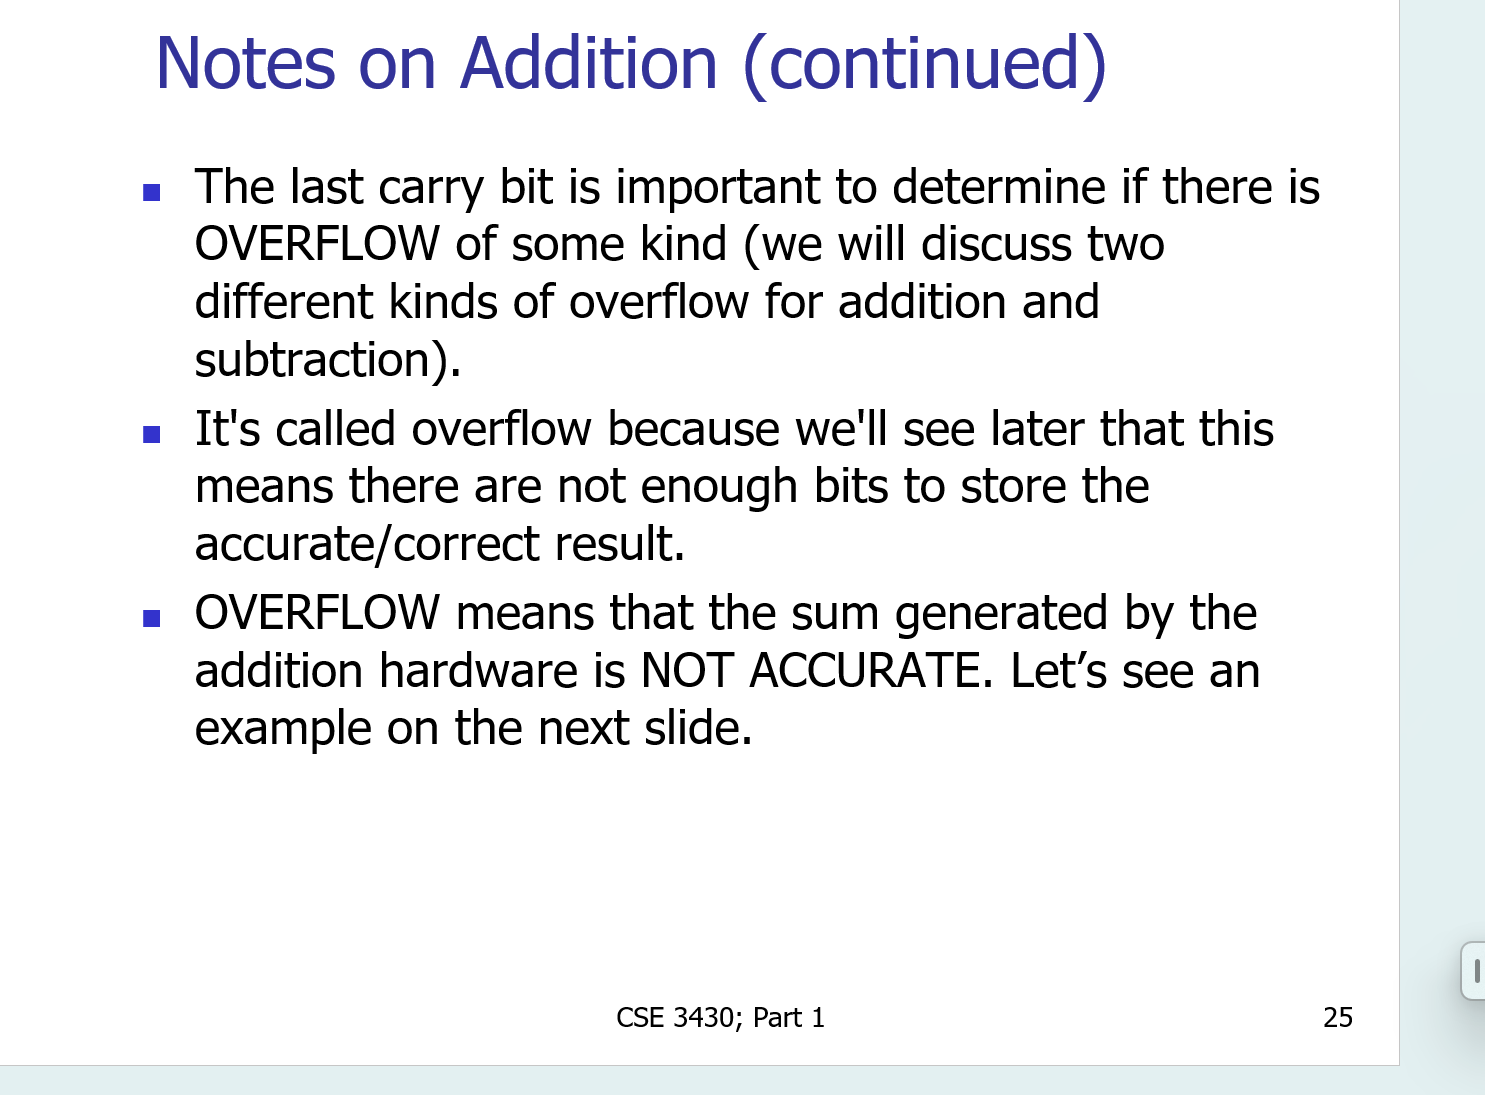 Notes on Addition (continued)
The last carry bit is important to determine if there is
OVERFLOW of some kind (we will discuss two
different kinds of overflow for addition and
subtraction).
It's called overflow because we'll see later that this
means there are not enough bits to store the
accurate/correct result.
OVERFLOW means that the sum generated by the
addition hardware is NOT ACCURATE. Let’s see an
example on the next slide.
CSE 3430; Part 1
25